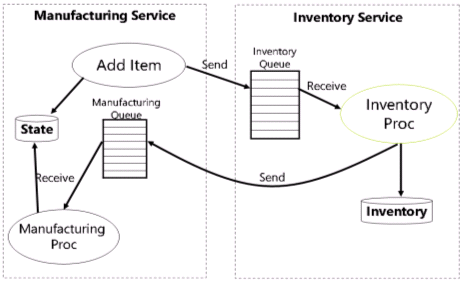 Manufacturing Service
Inventory Service
Add Item
Send
Inventory
Queue
Receive
Manufacturing
Queue
Inventory
Proc
State
Receive
Send
Inventory
Manufacturing
Proc